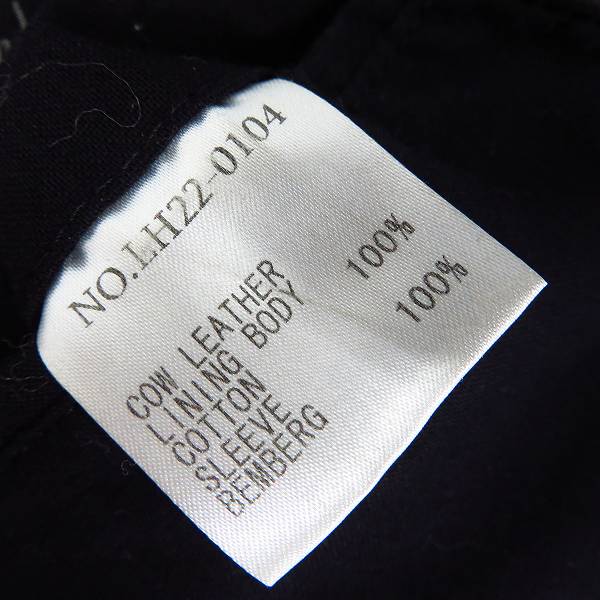 NO.LH22-0104
COW LEATHER
LINING BODY
COTTON 100%
SLEEVE
BEMBERG 100%